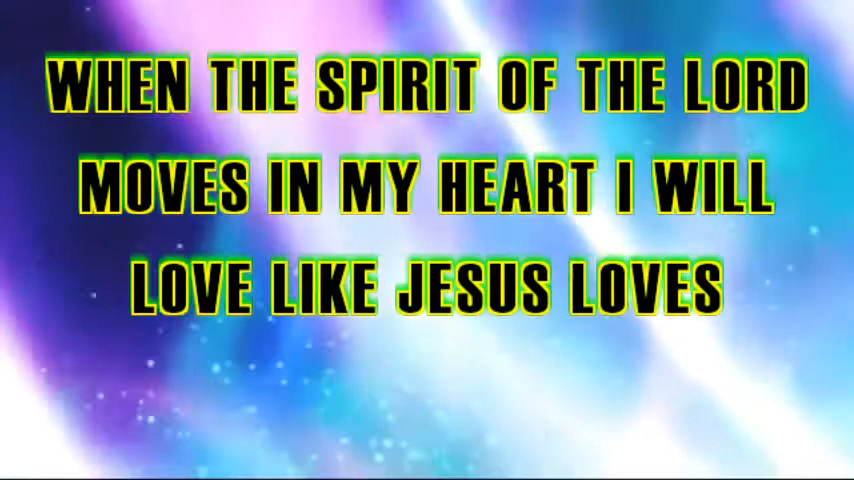 WHEN THE SPIRIT OF THE LORD
MOVES IN MY HEART I WILL
LOVE LIKE JESUS LOVES